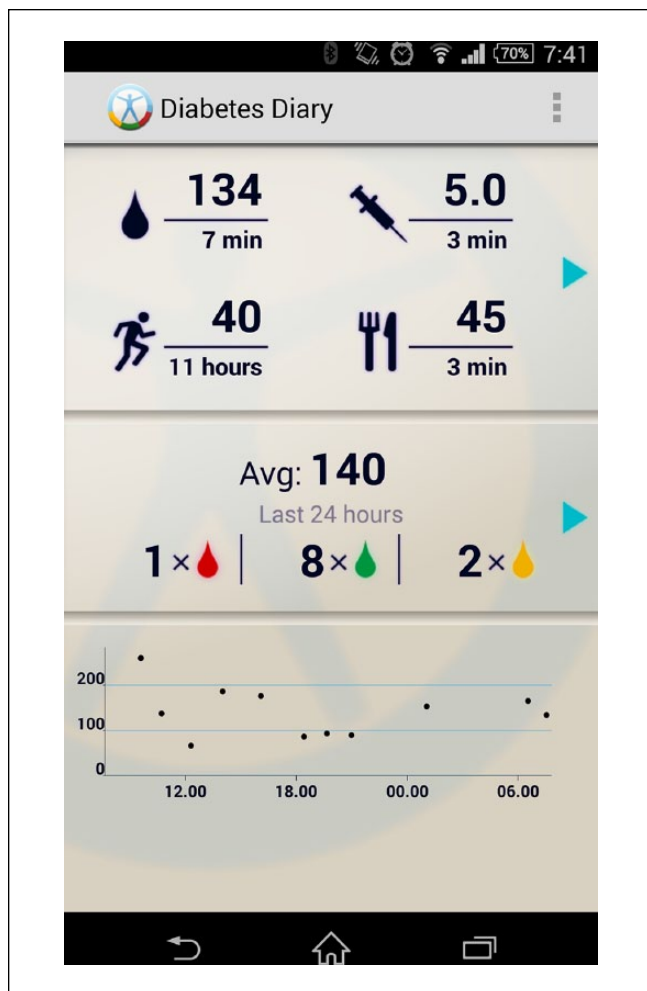 70% 7:41
Diabetes Diary
134 5.0
7 min 3 min
40 45
11 hours 3 min
Avg: 140
Last 24 hours
1× 8× 2×
200
100
0
12.00 18.00 00.00 06.00